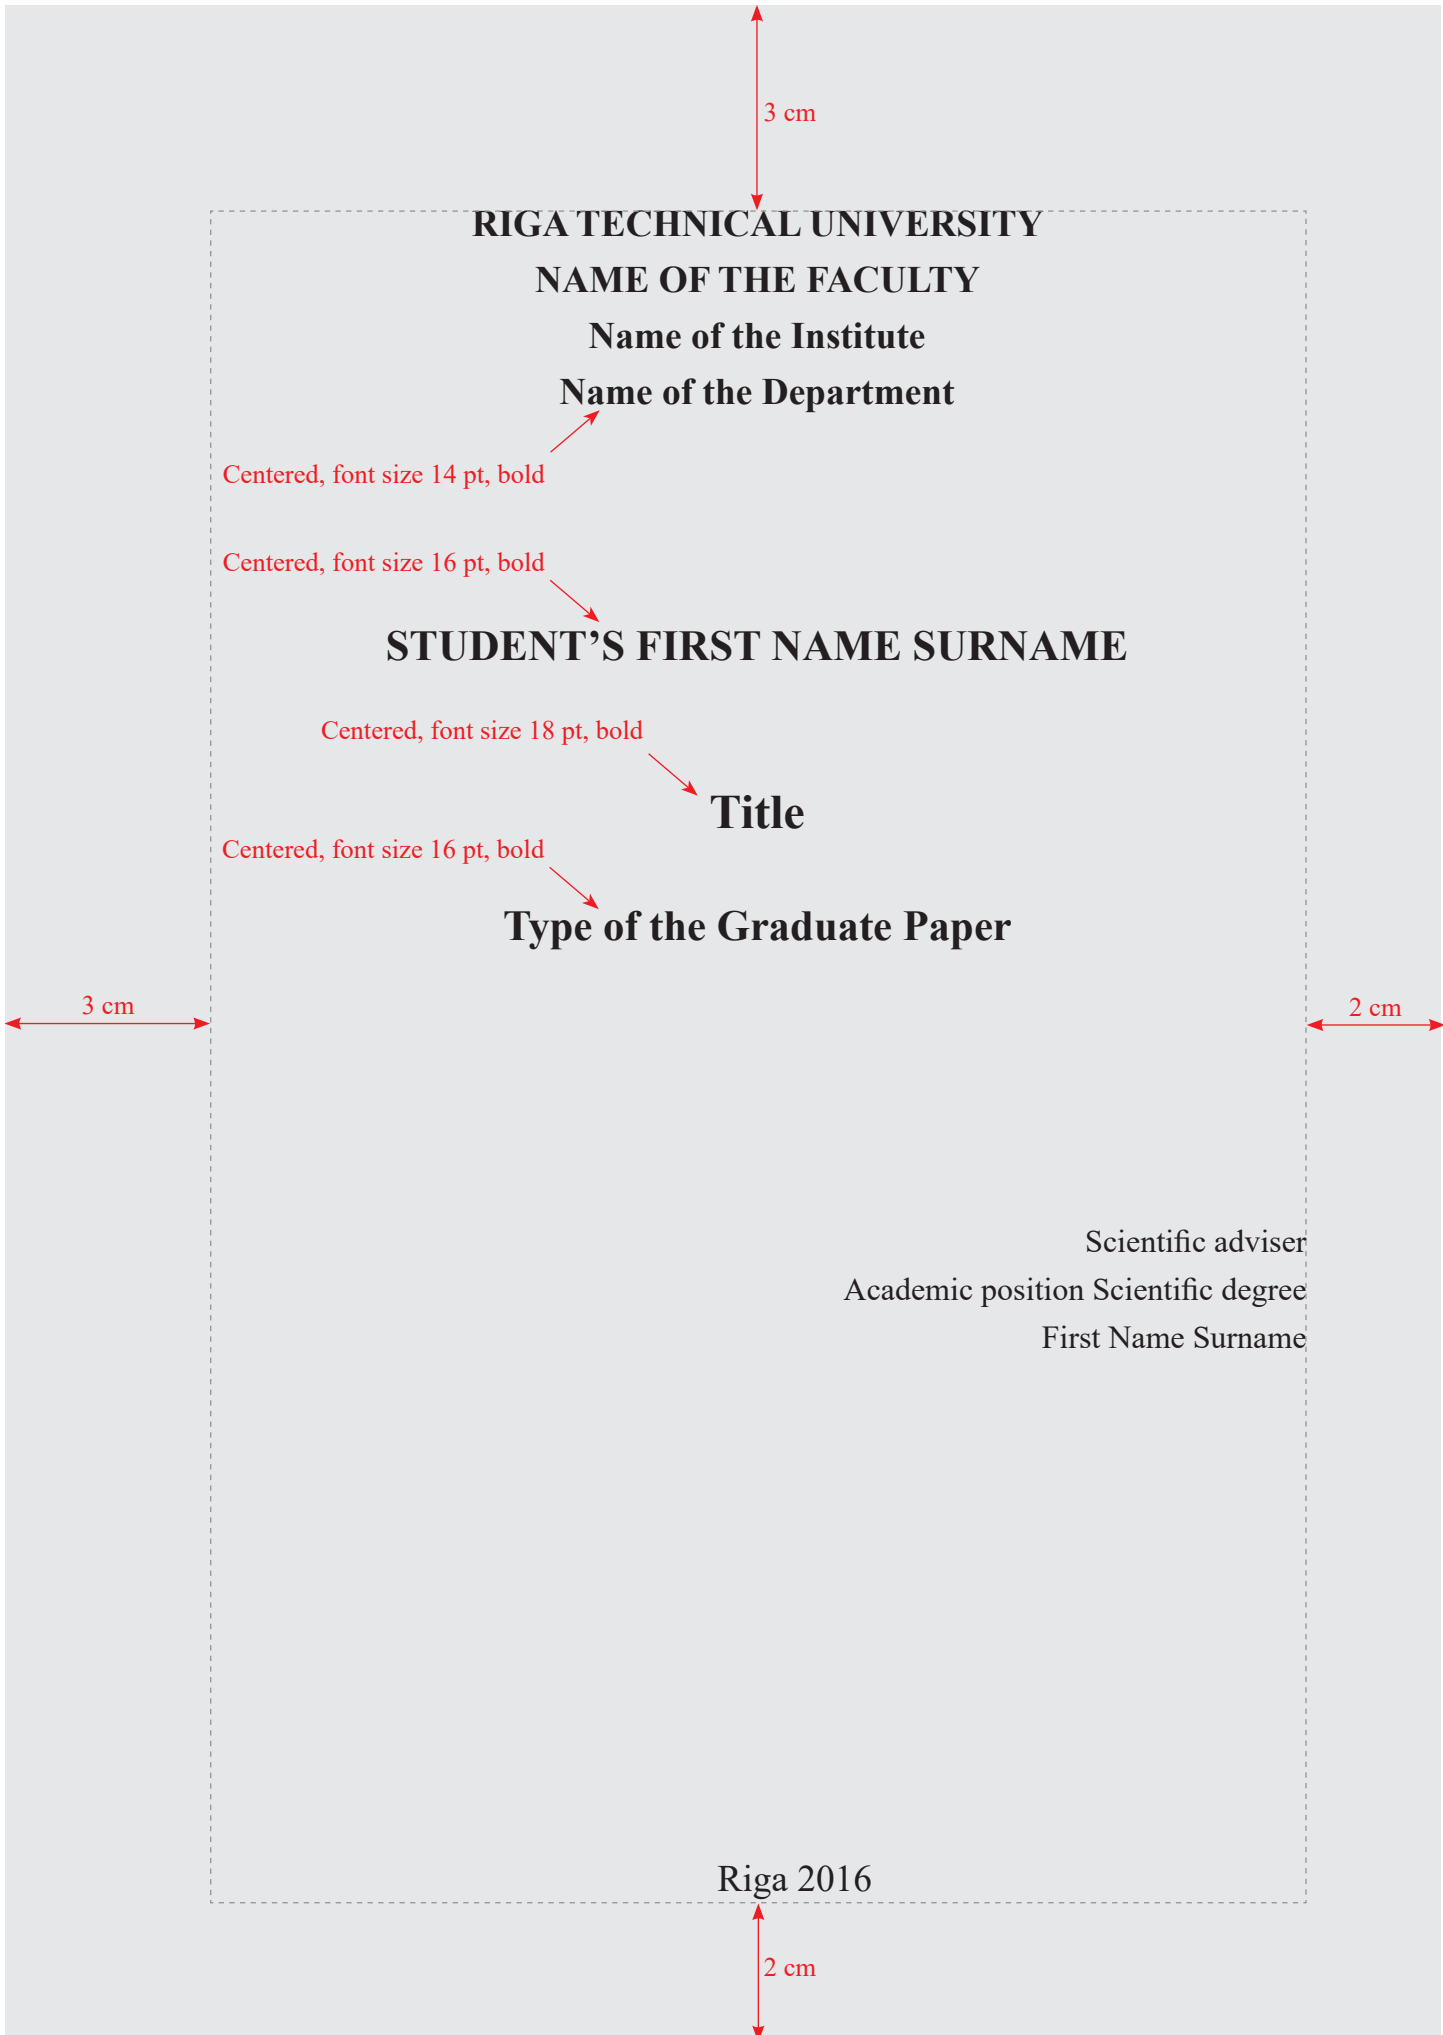 3 cm
RIGA TECHNICAL UNIVERSITY
NAME OF THE FACULTY
Name of the Institute
Name of the Department
Centered, font size 14 pt, bold
Centered, font size 16 pt, bold
STUDENT’S FIRST NAME SURNAME
Centered, font size 18 pt, bold
Title
Centered, font size 16 pt, bold
Type of the Graduate Paper
3 cm
2 cm
Scientific adviser
Academic position Scientific degree
First Name Surname
Riga 2016
2 cm